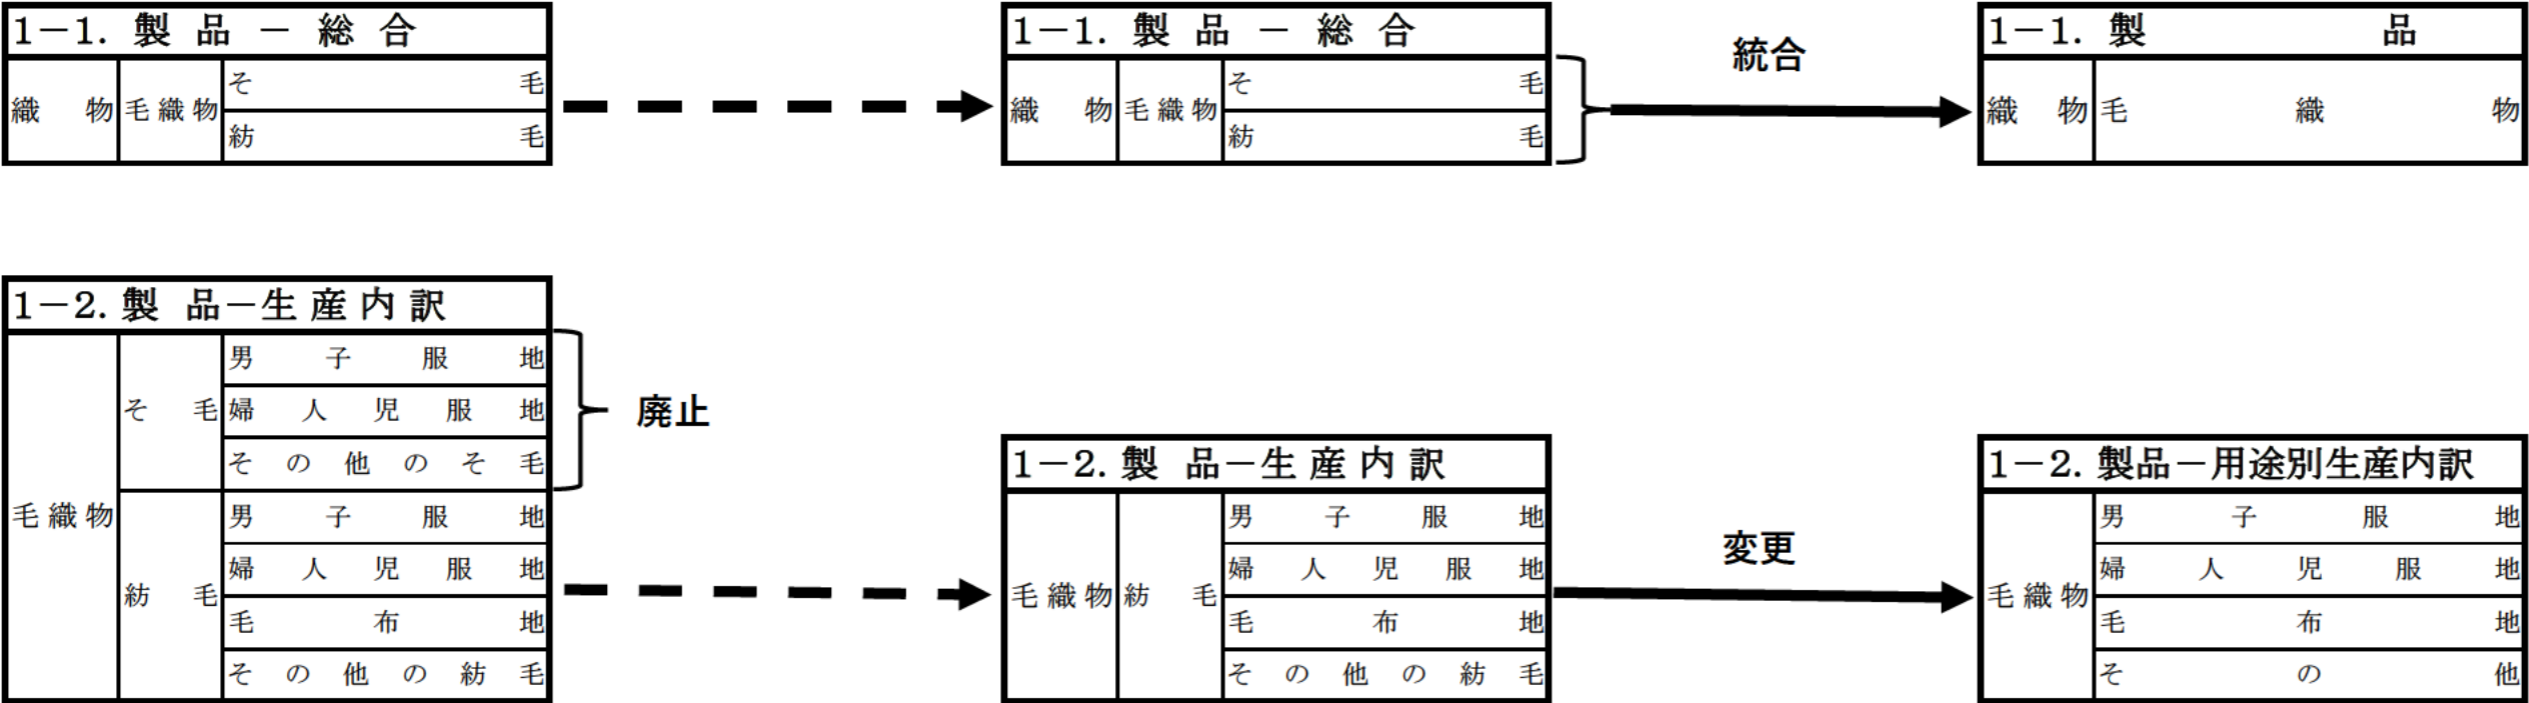 1－1. 製品－総合
織物 毛織物 そ毛
紡毛
1－1. 製品－総合
織物 毛織物 そ毛
紡毛
統合
1－1. 製品
織物 毛織物
1－2. 製品－生産内訳
毛織物 そ毛 男子服地
婦人児服地
その他のそ毛
紡毛 男子服地
婦人児服地
毛布地
その他の紡毛
廃止
1－2. 製品－生産内訳
毛織物 紡毛 男子服地
婦人児服地
毛布地
その他の紡毛
変更
1－2. 製品－用途別生産内訳
毛織物 男子服地
婦人児服地
毛布地
その他